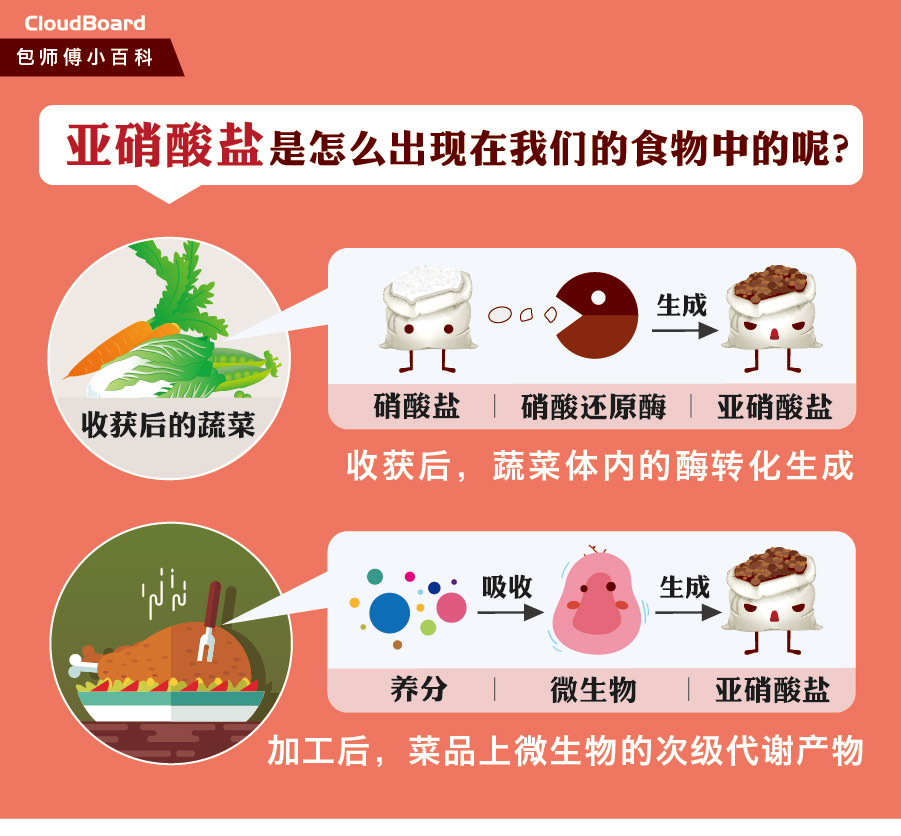 CloudBoard
包师傅小百科
亚硝酸盐是怎么出现在我们的食物中的呢?
生成
硝酸盐 | 硝酸还原酶 | 亚硝酸盐
收获后的蔬菜
收获后，蔬菜体内的酶转化生成
吸收 生成
养分 | 微生物 | 亚硝酸盐
加工后，菜品上微生物的次级代谢产物